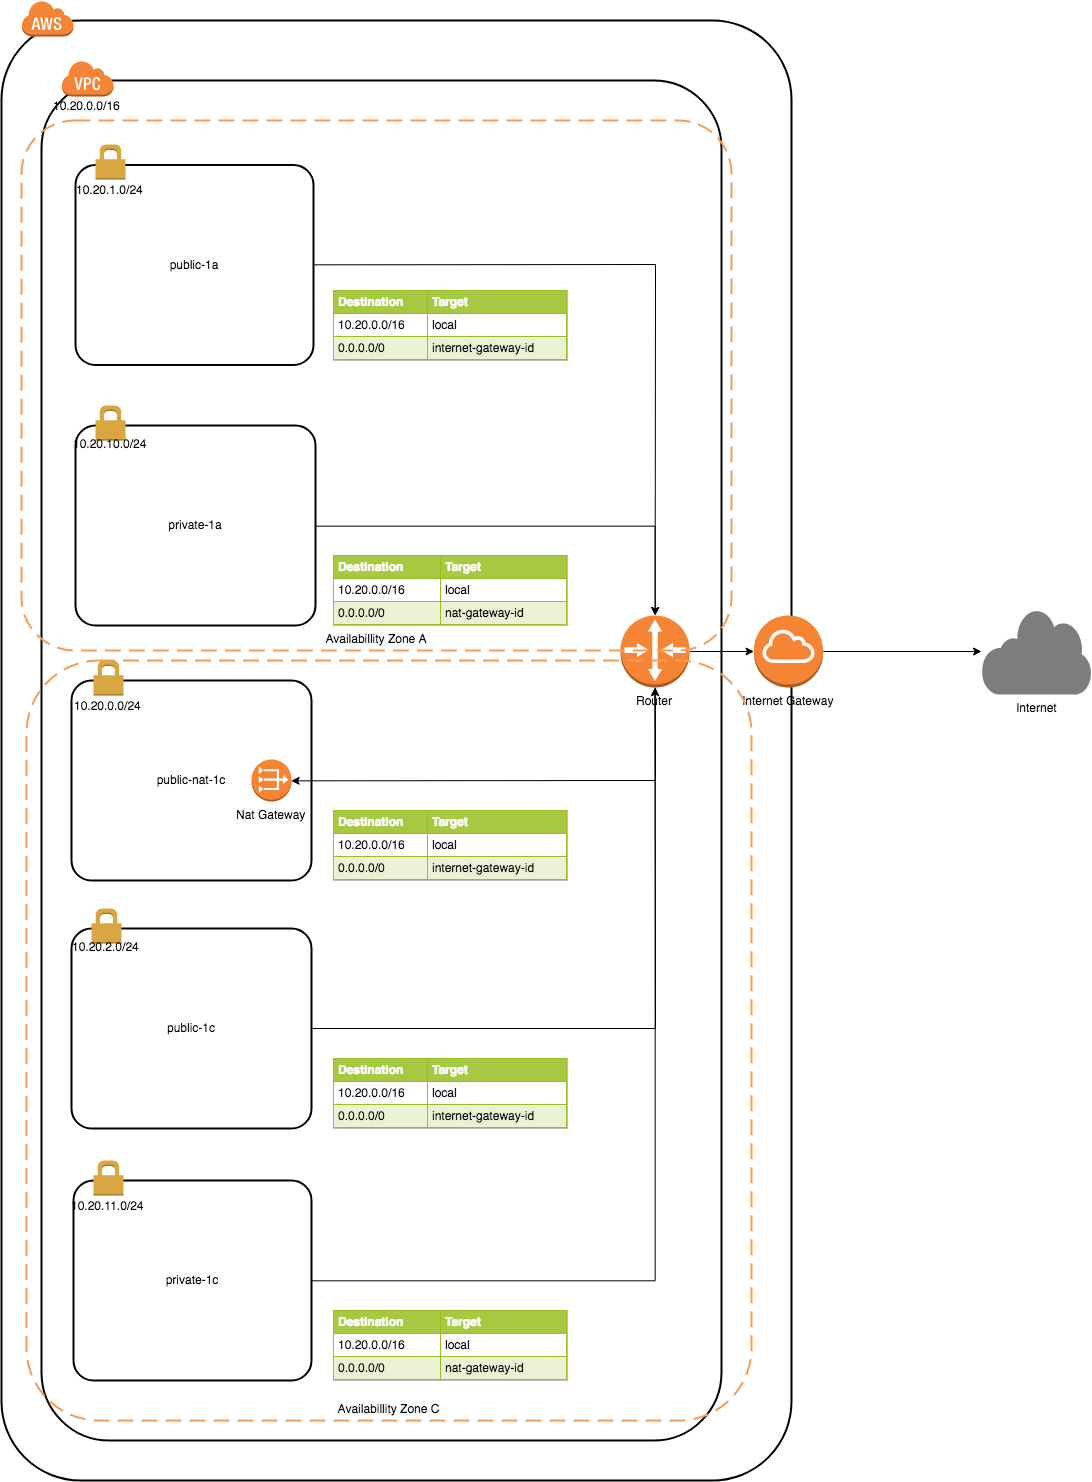 AWS
VPC
10.20.0.0/16
10.20.1.0/24
public-1a
Destination Target
10.20.0.0/16 local
0.0.0.0/0 internet-gateway-id
10.20.10.0/24
private-1a
Destination Target
10.20.0.0/16 local
0.0.0.0/0 nat-gateway-id
Availabillity Zone A
10.20.0.0/24
Router
Internet Gateway
Internet
public-nat-1c
Nat Gateway
Destination Target
10.20.0.0/16 local
0.0.0.0/0 internet-gateway-id
10.20.2.0/24
public-1c
Destination Target
10.20.0.0/16 local
0.0.0.0/0 internet-gateway-id
10.20.11.0/24
private-1c
Destination Target
10.20.0.0/16 local
0.0.0.0/0 nat-gateway-id
Availabillity Zone C